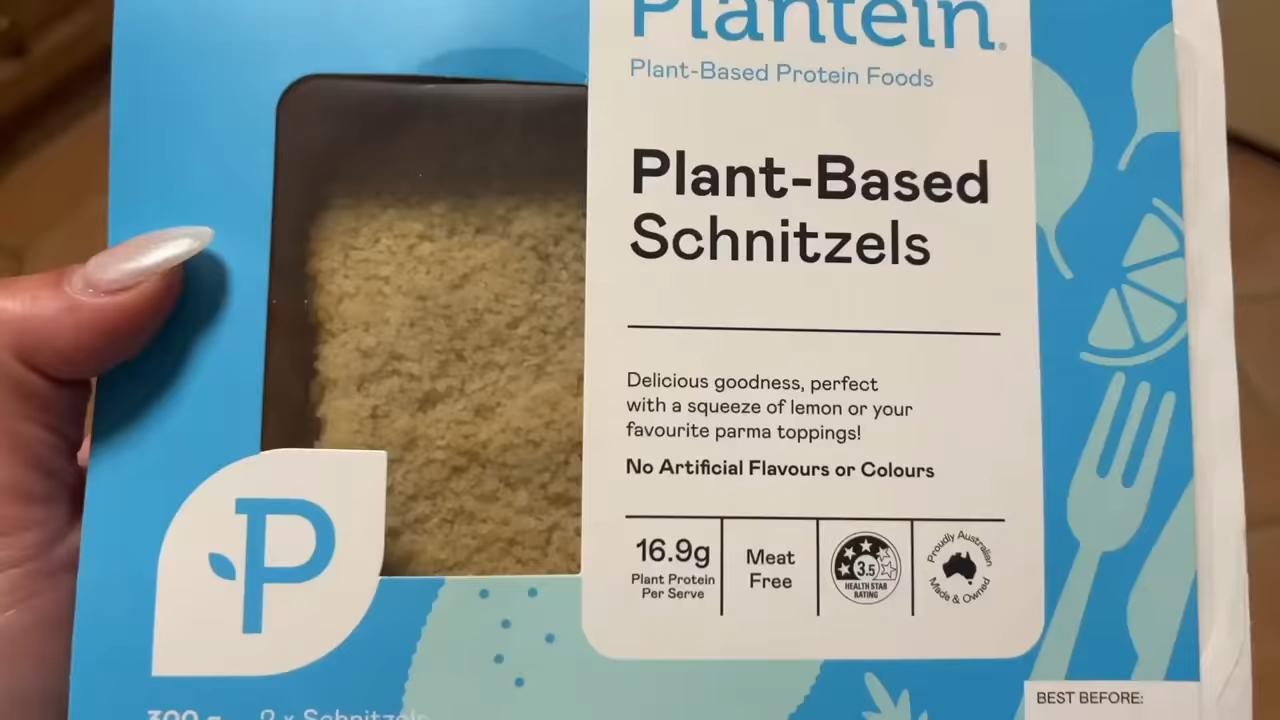 Plantein
Plant-Based Protein Foods
Plant-Based
Schnitzels
Delicious goodness, perfect
with a squeeze of lemon or your
favourite parma toppings!
No Artificial Flavours or Colours
16.9g
Plant Protein
Per Serve
Meat
Free
3.5
HEALTH STAR
RATING
Proudly Australian
Made & Owned
P
300 g 2 x Schnitzels
BEST BEFORE: